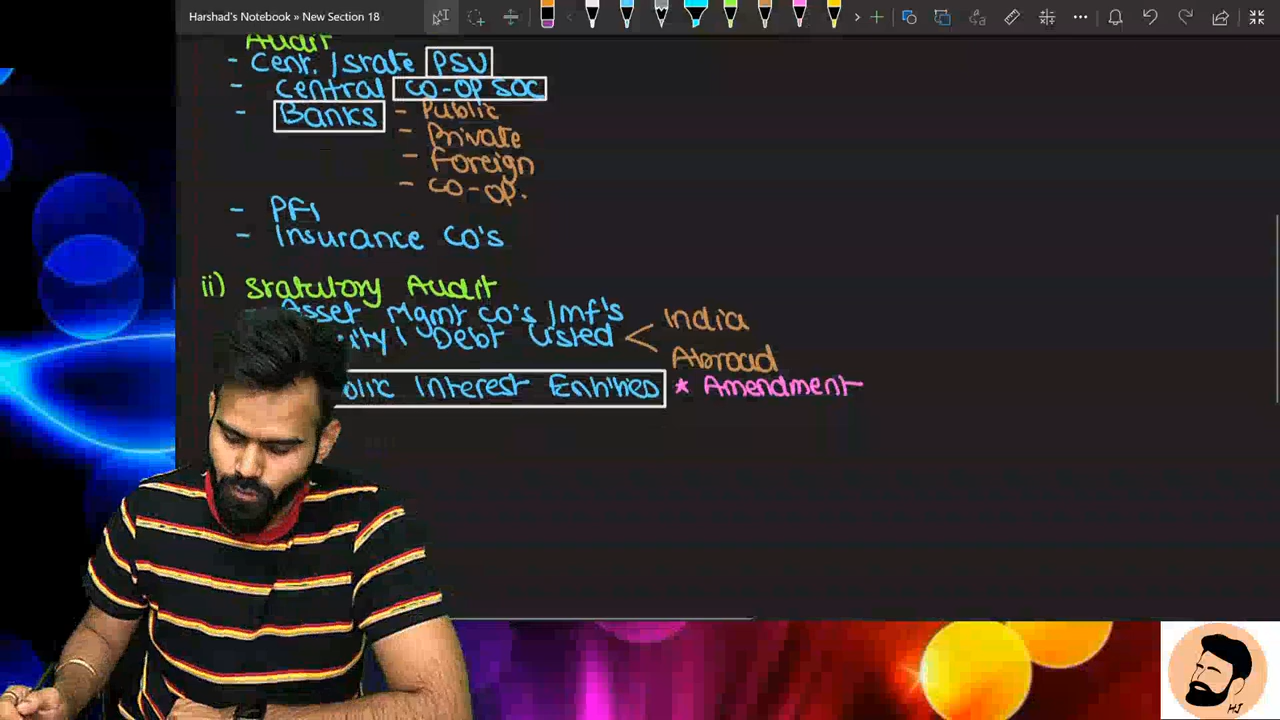 Harshad's Notebook » New Section 18
Audit
- Cent. / State PSU
- Central CO-OP SOC
- Banks - Public
- Private
- Foreign
- CO-OP.
- PFI
- Insurance CO's
ii) Statutory Audit
- Asset Mgmt CO's / MF's
Debt Listed < India
Abroad
Interest Entities * Amendment
HJ